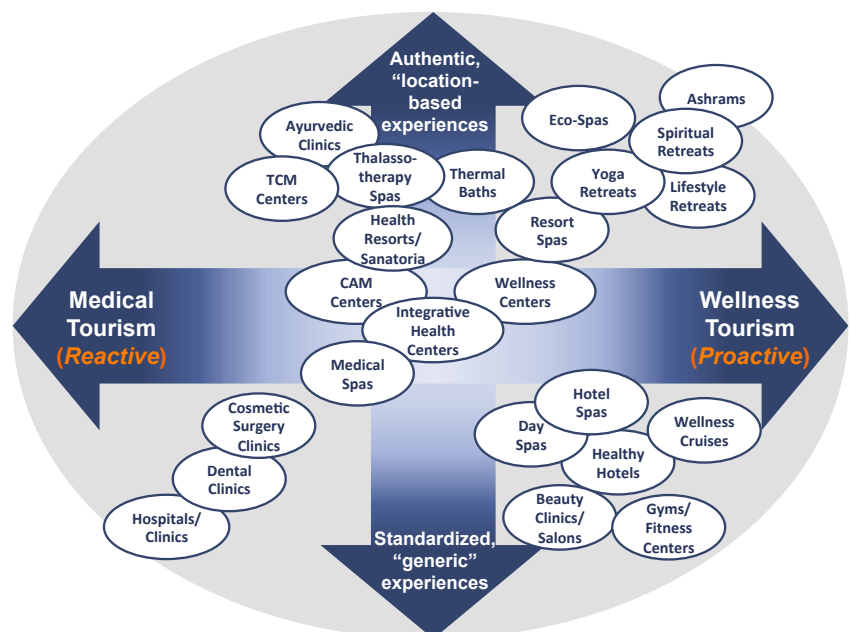 Authentic,
“location-
based
experiences
Ashrams
Eco-Spas
Ayurvedic
Clinics
Spiritual
Retreats
Thalasso-
therapy
Spas
TCM
Centers
Thermal
Baths
Yoga
Retreats
Lifestyle
Retreats
Health
Resorts/
Sanatoria
Resort
Spas
CAM
Centers
Wellness
Centers
Medical
Tourism
(Reactive)
Integrative
Health
Centers
Wellness
Tourism
(Proactive)
Medical
Spas
Hotel
Spas
Cosmetic
Surgery
Clinics
Day
Spas
Wellness
Cruises
Dental
Clinics
Healthy
Hotels
Hospitals/
Clinics
Beauty
Clinics/
Salons
Gyms/
Fitness
Centers
Standardized,
“generic”
experiences